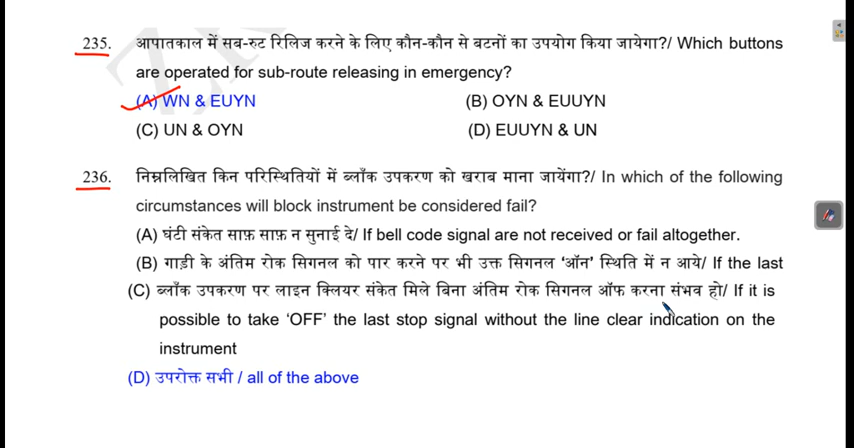 235. आपातकाल में सब-रुट रिलिज करने के लिए कौन-कौन से बटनों का उपयोग किया जायेगा?/ Which buttons
are operated for sub-route releasing in emergency?
(A) WN & EUYN (B) OYN & EUUYN
(C) UN & OYN (D) EUUYN & UN
236. निम्नलिखित किन परिस्थितियों में ब्लॉक उपकरण को खराब माना जायेंगा?/ In which of the following
circumstances will block instrument be considered fail?
(A) घंटी संकेत साफ़ साफ़ न सुनाई दे/ If bell code signal are not received or fail altogether.
(B) गाड़ी के अंतिम रोक सिगनल को पार करने पर भी उक्त सिगनल ‘ऑन’ स्थिति में न आये/ If the last
(C) ब्लॉक उपकरण पर लाइन क्लियर संकेत मिले बिना अंतिम रोक सिगनल ऑफ करना संभव हो/ If it is
possible to take ‘OFF’ the last stop signal without the line clear indication on the
instrument
(D) उपरोक्त सभी / all of the above